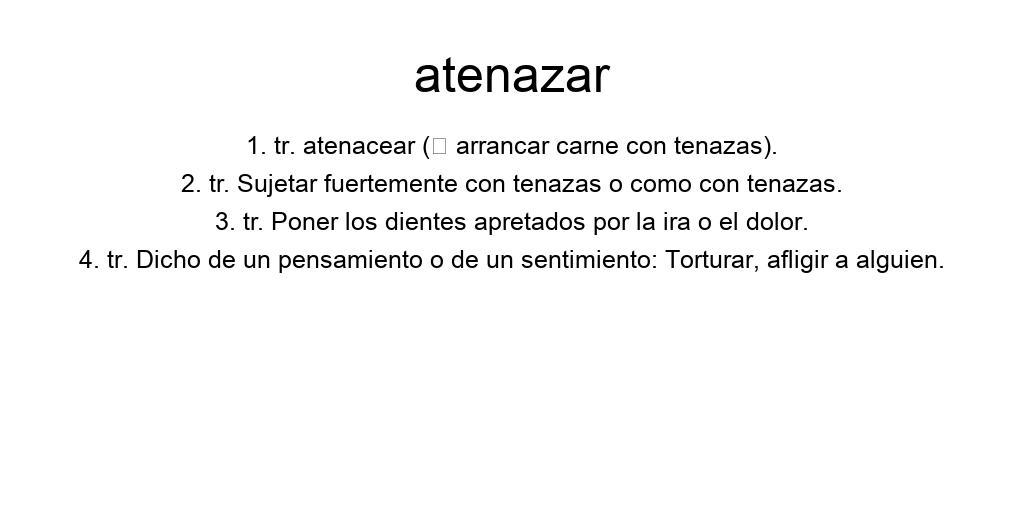 atenazar
1. tr. atenacear (□ arrancar carne con tenazas).
2. tr. Sujetar fuertemente con tenazas o como con tenazas.
3. tr. Poner los dientes apretados por la ira o el dolor.
4. tr. Dicho de un pensamiento o de un sentimiento: Torturar, afligir a alguien.